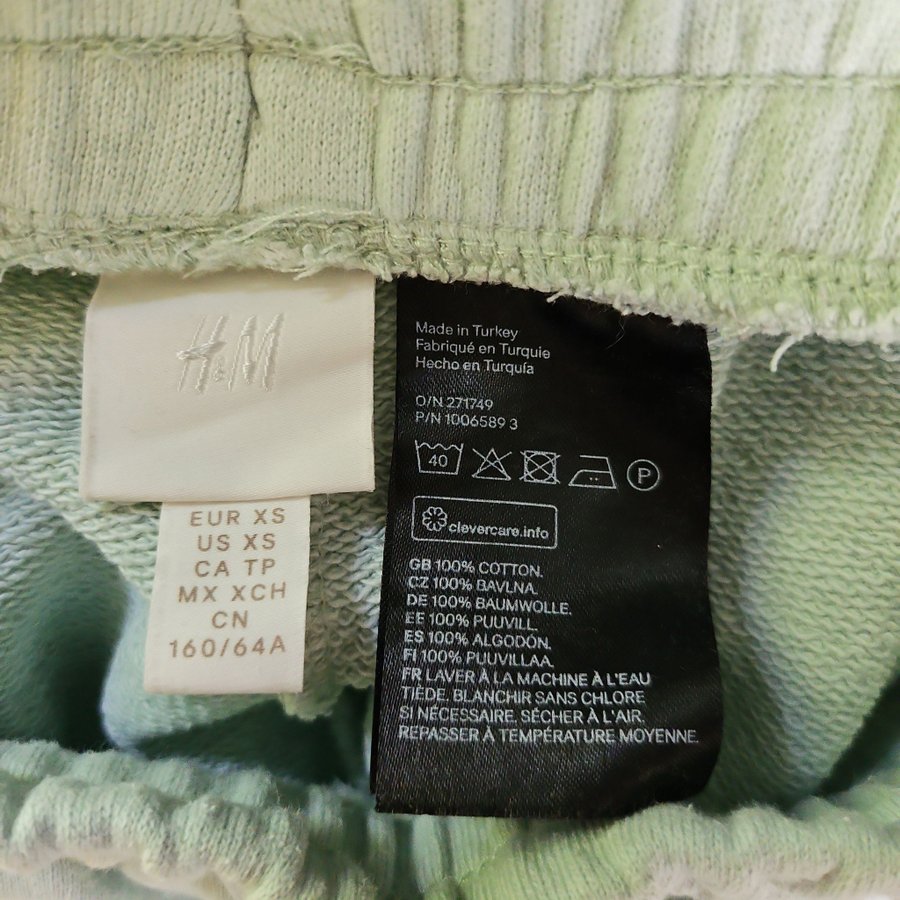 H&M
EUR XS
US XS
CA TP
MX XCH
CN
160/64A
Made in Turkey
Fabriqué en Turquie
Hecho en Turquía
O/N 271749
P/N 1006589 3
40
P
clevercare.info
GB 100% COTTON.
CZ 100% BAVLNA.
DE 100% BAUMWOLLE.
EE 100% PUUVILL.
ES 100% ALGODÓN.
FI 100% PUUVILLAA.
FR LAVER À LA MACHINE À L'EAU
TIÈDE. BLANCHIR SANS CHLORE
SI NÉCESSAIRE. SÉCHER À L'AIR.
REPASSER À TEMPÉRATURE MOYENNE.